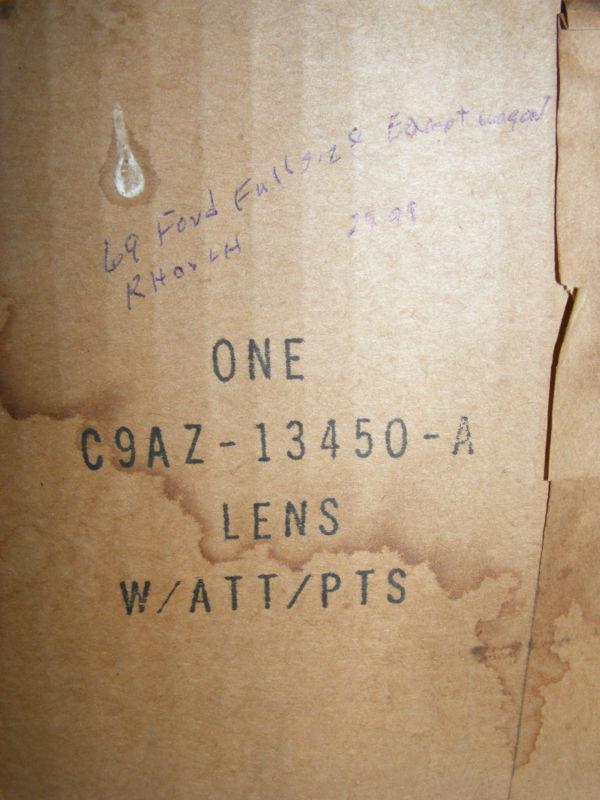 69 Ford Fullsize Except wagon
RH or LH 29.99
ONE
C9AZ-13450-A
LENS
W/ATT/PTS